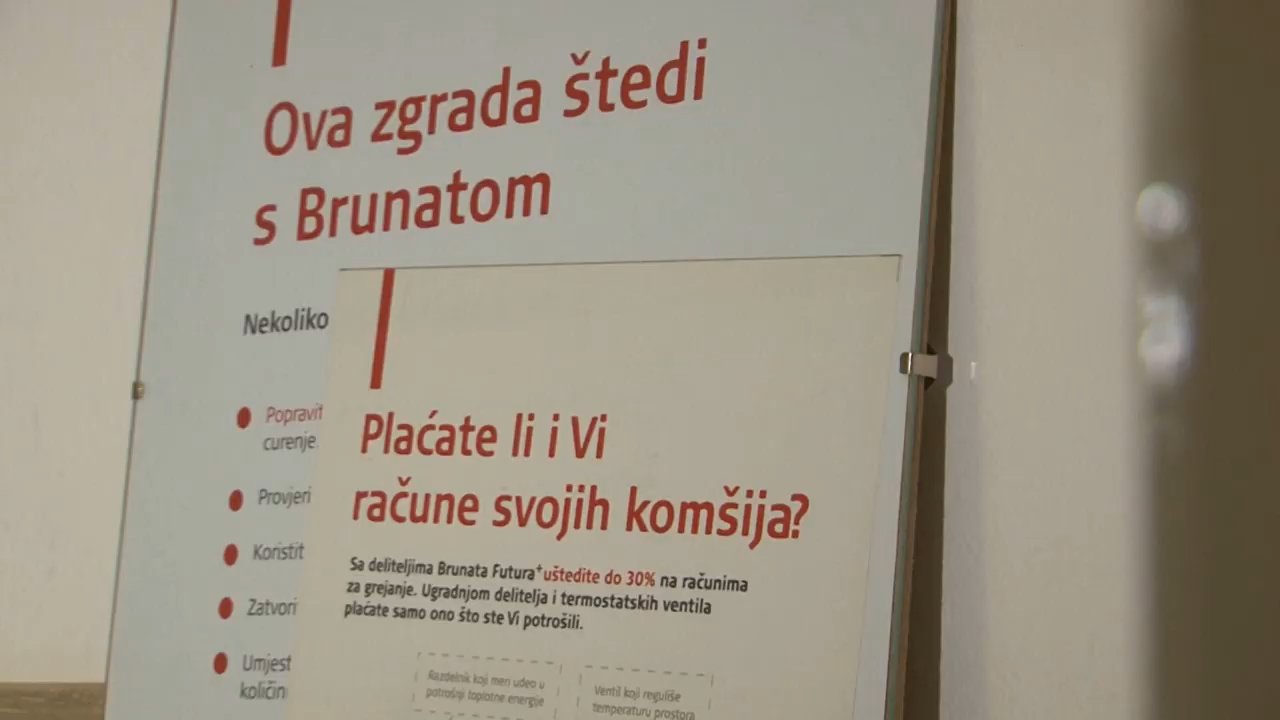 Ova zgrada štedi
s Brunatom
Nekoliko
Popravit
curenje.
Provjeri
Koristit
Zatvori
Umjest
količin
Plaćate li i Vi
račune svojih komšija?
Sa deliteljima Brunata Futura⁺ uštedite do 30% na računima
za grejanje. Ugradnjom delitelja i termostatskih ventila
plaćate samo ono što ste Vi potrošili.
Razdelnik koji meri udeo u
potrošnji toplotne energije
Ventil koji reguliše
temperaturu prostora